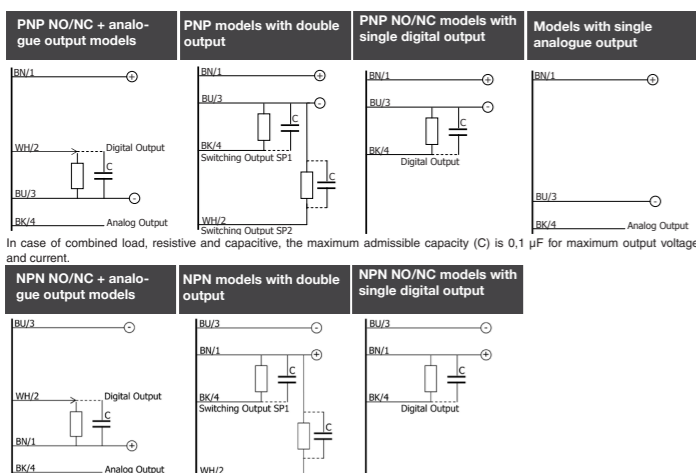 PNP NO/NC + analo-
gue output models
BN/1
+
WH/2
Digital Output
C
BU/3
-
BK/4
Analog Output
PNP models with double
output
BN/1
+
BU/3
-
C
BK/4
Switching Output SP1
C
WH/2
Switching Output SP2
PNP NO/NC models with
single digital output
BN/1
+
BU/3
-
C
BK/4
Digital Output
Models with single
analogue output
BN/1
+
BU/3
-
BK/4
Analog Output
In case of combined load, resistive and capacitive, the maximum admissible capacity (C) is 0,1 µF for maximum output voltage
and current.
NPN NO/NC + analo-
gue output models
BU/3
-
WH/2
Digital Output
C
BN/1
+
BK/4
Analog Output
NPN models with double
output
BU/3
-
BN/1
+
C
BK/4
Switching Output SP1
C
WH/2
NPN NO/NC models with
single digital output
BU/3
-
BN/1
+
C
BK/4
Digital Output